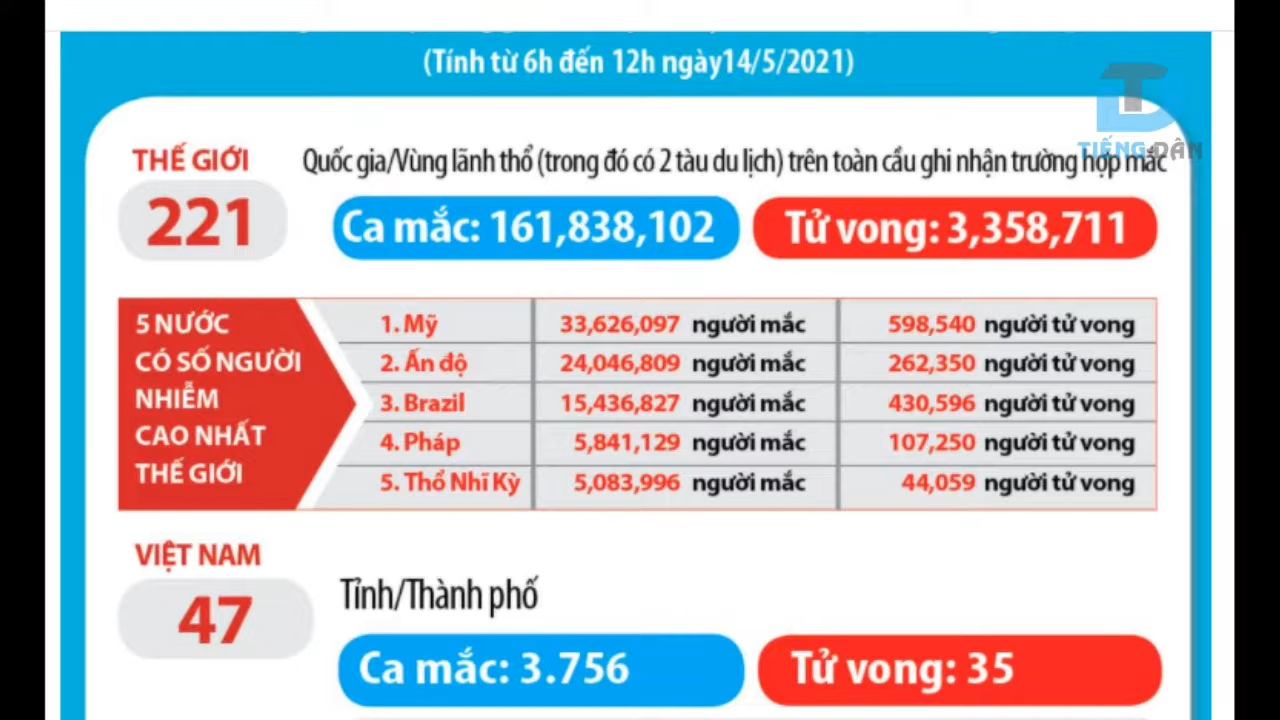 (Tính từ 6h đến 12h ngày14/5/2021)
TIẾNG DÂN
THẾ GIỚI
221
Quốc gia/Vùng lãnh thổ (trong đó có 2 tàu du lịch) trên toàn cầu ghi nhận trường hợp mắc
Ca mắc: 161,838,102
Tử vong: 3,358,711
5 NƯỚC
CÓ SỐ NGƯỜI
NHIỄM
CAO NHẤT
THẾ GIỚI
1. Mỹ 33,626,097 người mắc 598,540 người tử vong
2. Ấn độ 24,046,809 người mắc 262,350 người tử vong
3. Brazil 15,436,827 người mắc 430,596 người tử vong
4. Pháp 5,841,129 người mắc 107,250 người tử vong
5. Thổ Nhĩ Kỳ 5,083,996 người mắc 44,059 người tử vong
VIỆT NAM
47
Tỉnh/Thành phố
Ca mắc: 3.756
Tử vong: 35